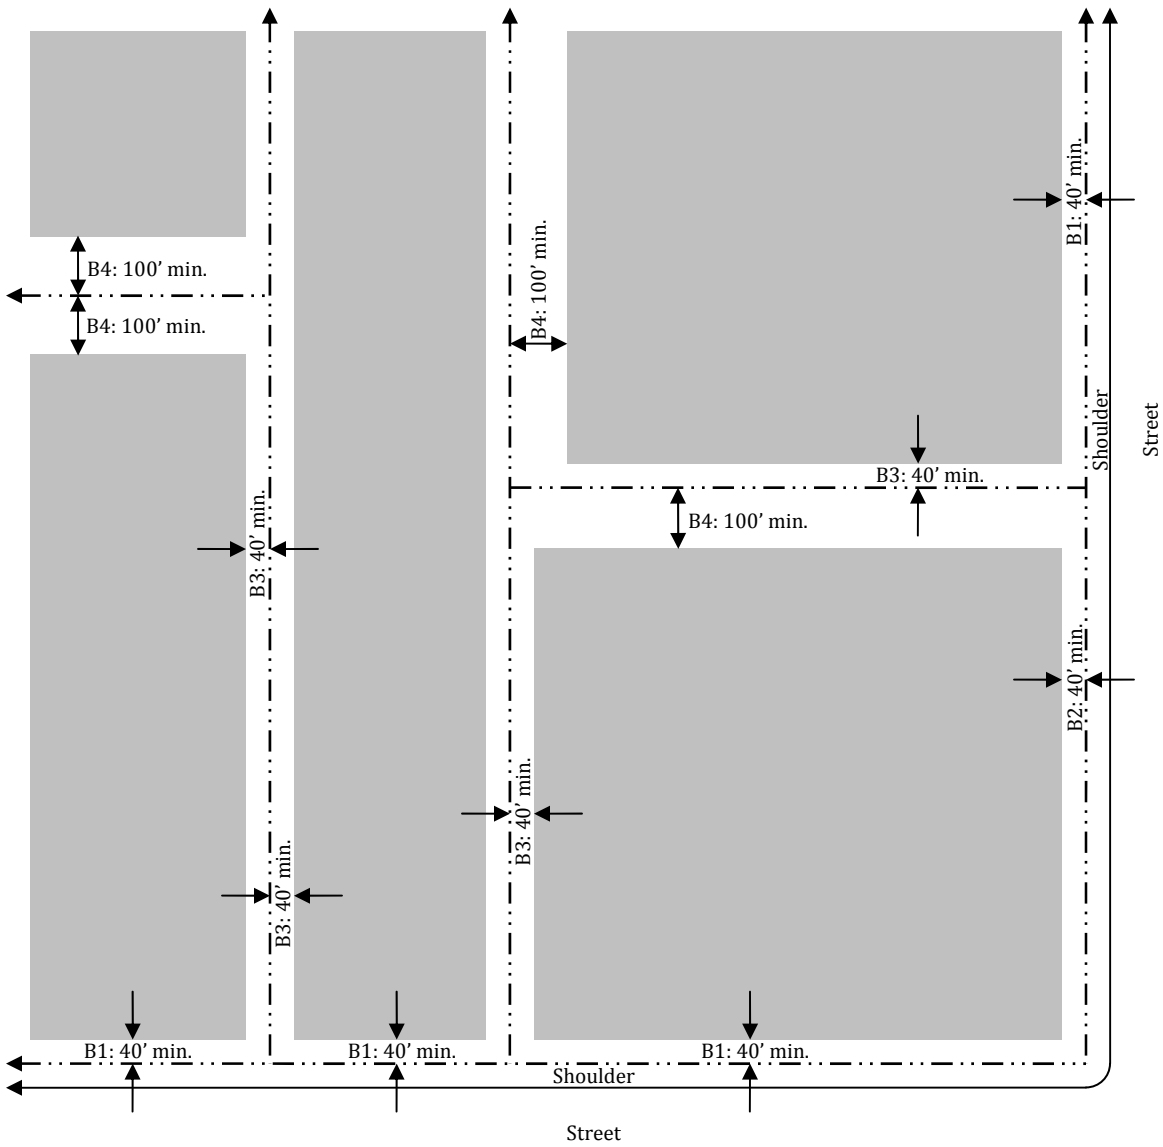 B1: 40’ min.
B4: 100’ min.
B4: 100’ min.
B4: 100’ min.
Shoulder
Street
B3: 40’ min.
B4: 100’ min.
B3: 40’ min.
B2: 40’ min.
B3: 40’ min.
B3: 40’ min.
B1: 40’ min.
B1: 40’ min.
B1: 40’ min.
Shoulder
Street